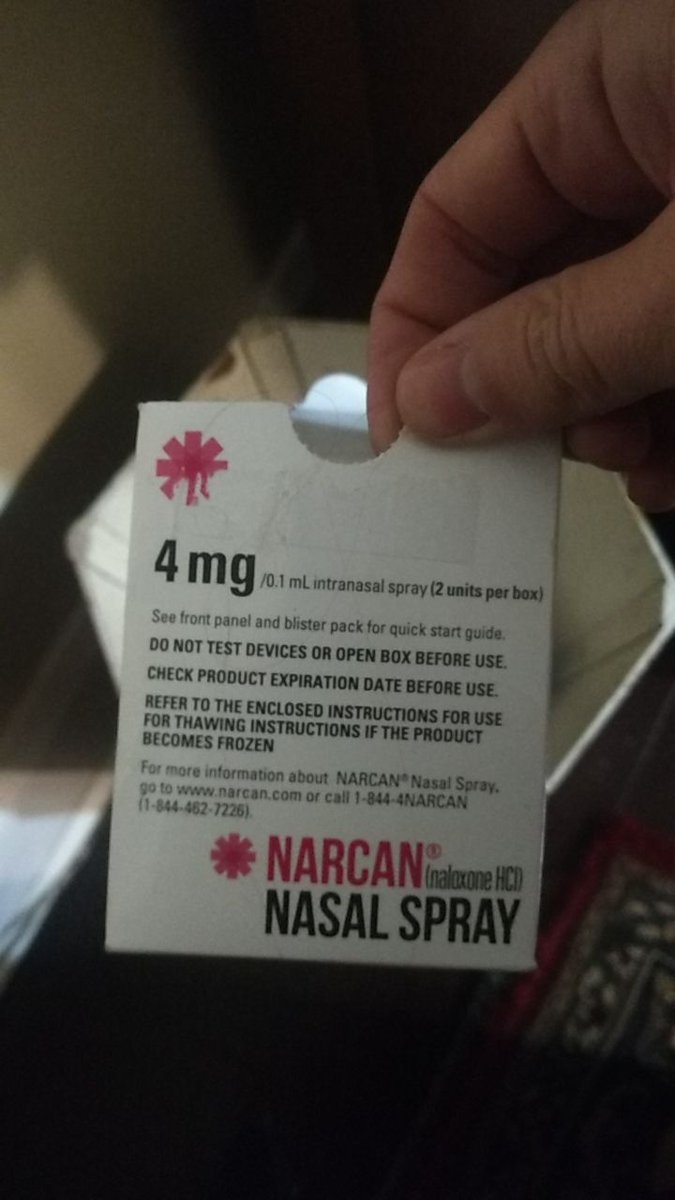 4 mg /0.1 mL intranasal spray (2 units per box)
See front panel and blister pack for quick start guide.
DO NOT TEST DEVICES OR OPEN BOX BEFORE USE.
CHECK PRODUCT EXPIRATION DATE BEFORE USE.
REFER TO THE ENCLOSED INSTRUCTIONS FOR USE
FOR THAWING INSTRUCTIONS IF THE PRODUCT
BECOMES FROZEN
For more information about NARCAN® Nasal Spray,
go to www.narcan.com or call 1-844-4NARCAN
(1-844-462-7226).
NARCAN® (naloxone HCl)
NASAL SPRAY